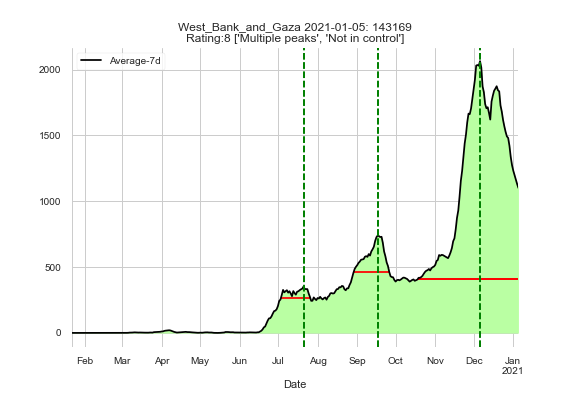 West_Bank_and_Gaza 2021-01-05: 143169
Rating:8 ['Multiple peaks', 'Not in control']
Average-7d
2000
1500
1000
500
0
Feb Mar Apr May Jun Jul Aug Sep Oct Nov Dec Jan
2021
Date